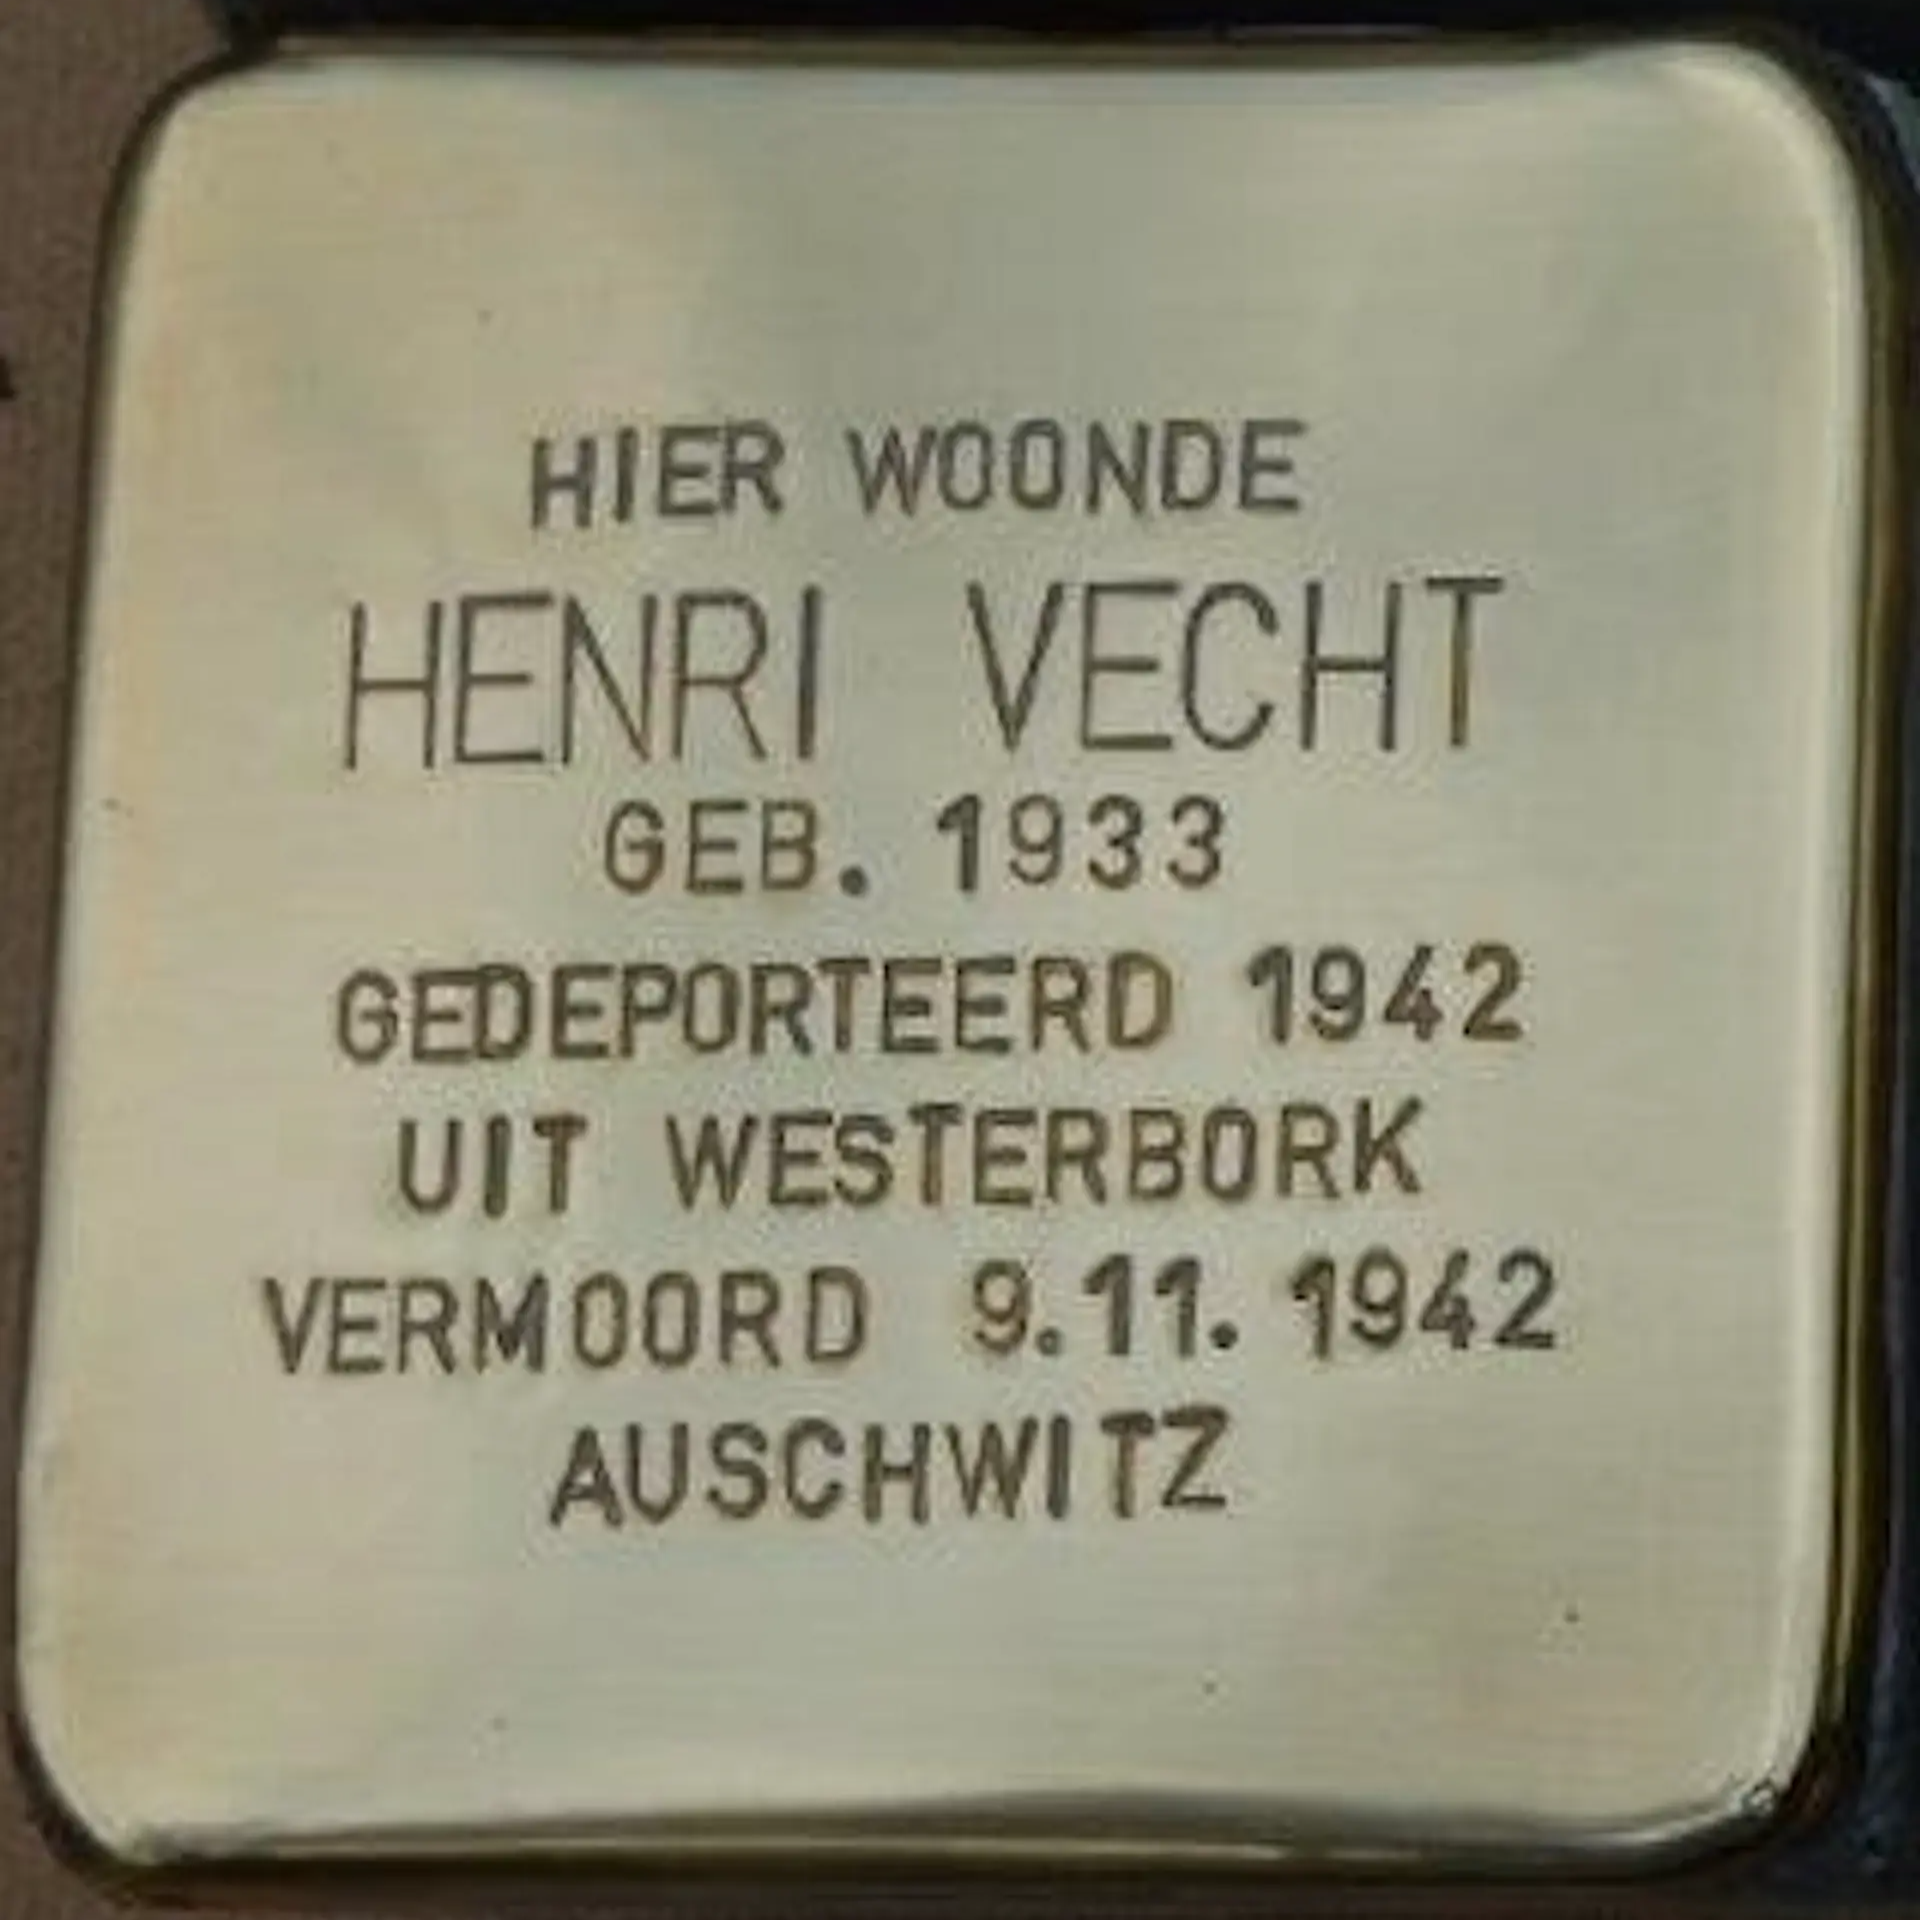 HIER WOONDE
HENRI VECHT
GEB. 1933
GEDEPORTEERD 1942
UIT WESTERBORK
VERMOORD 9.11.1942
AUSCHWITZ